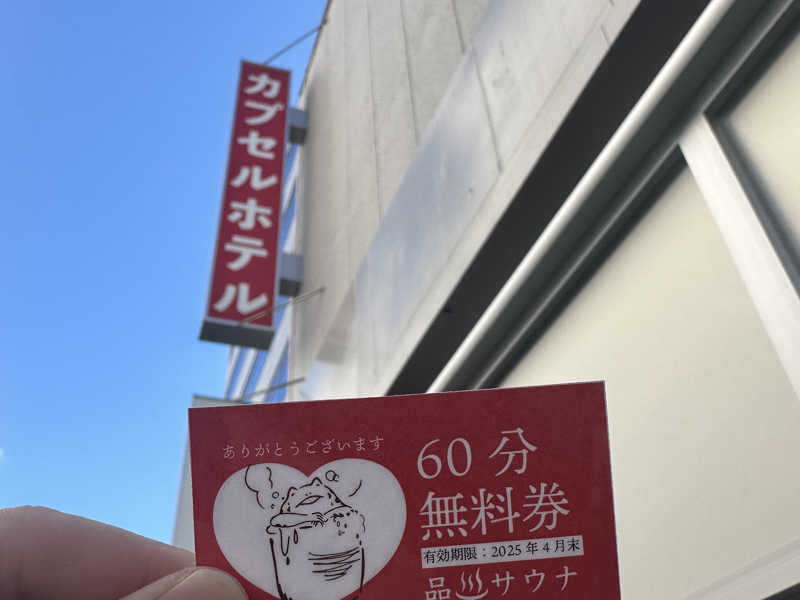 カプセルホテル
ありがとうございます
60分
無料券
有効期限：2025年4月末
品♨サウナ